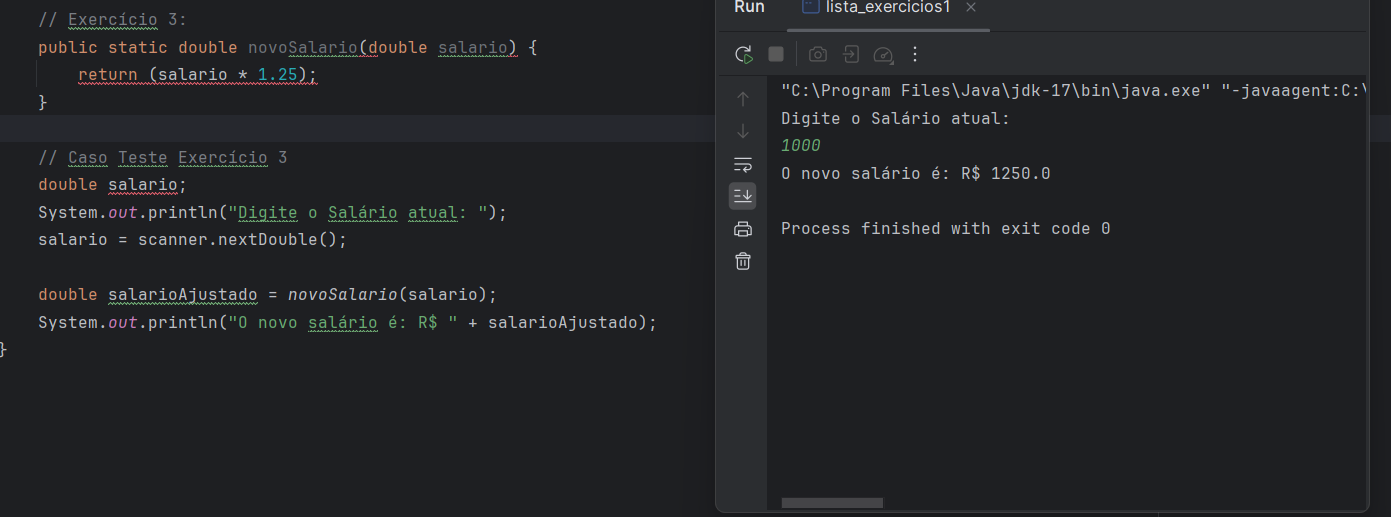 // Exercício 3:
public static double novoSalario(double salario) {
return (salario * 1.25);
}
// Caso Teste Exercício 3
double salario;
System.out.println("Digite o Salário atual: ");
salario = scanner.nextDouble();
double salarioAjustado = novoSalario(salario);
System.out.println("O novo salário é: R$ " + salarioAjustado);
}
Run lista_exercicios1
"C:\Program Files\Java\jdk-17\bin\java.exe" "-javaagent:C:\
Digite o Salário atual:
1000
O novo salário é: R$ 1250.0
Process finished with exit code 0